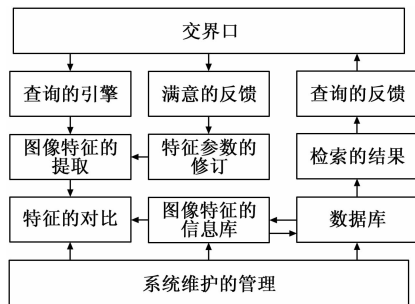 交界口
查询的引擎
满意的反馈
查询的反馈
图像特征的
提取
特征参数的
修订
检索的结果
特征的对比
图像特征的
信息库
数据库
系统维护的管理